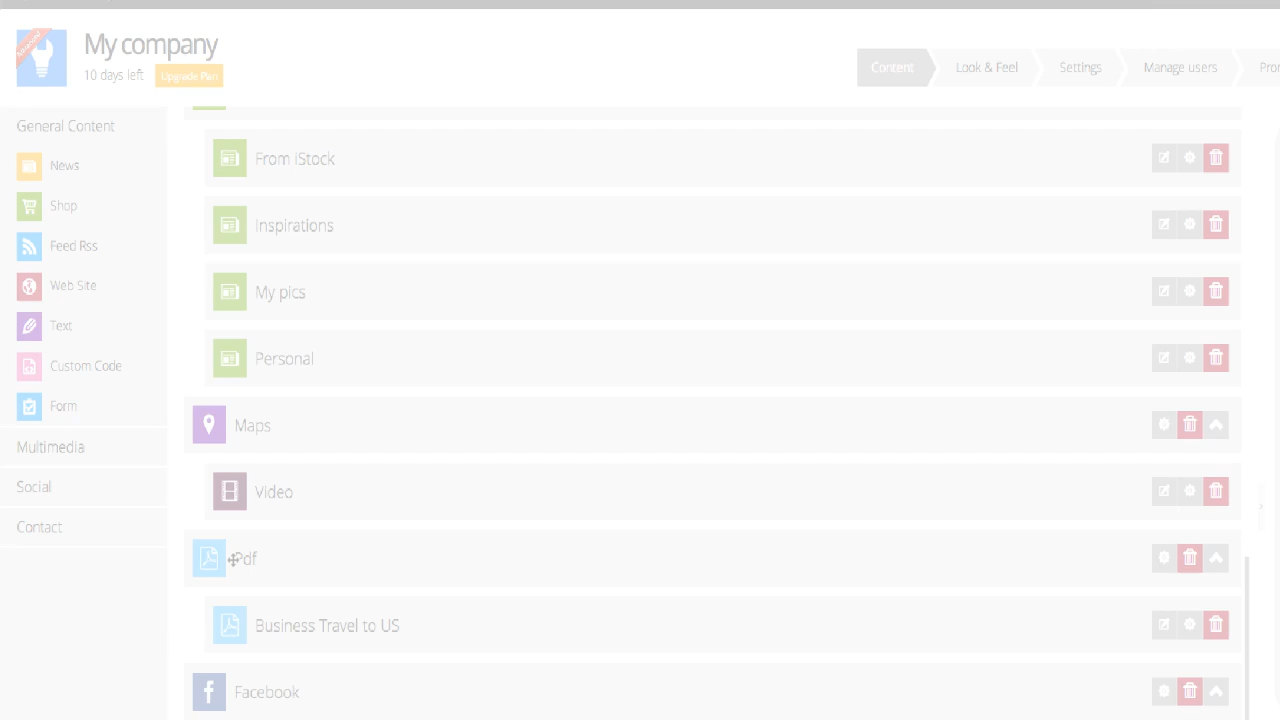 Advanced
My company
10 days left
Upgrade Plan
Content
Look & Feel
Settings
Manage users
General Content
News
Shop
Feed Rss
Web Site
Text
Custom Code
Form
Multimedia
Social
Contact
From iStock
Inspirations
My pics
Personal
Maps
Video
Pdf
Business Travel to US
Facebook